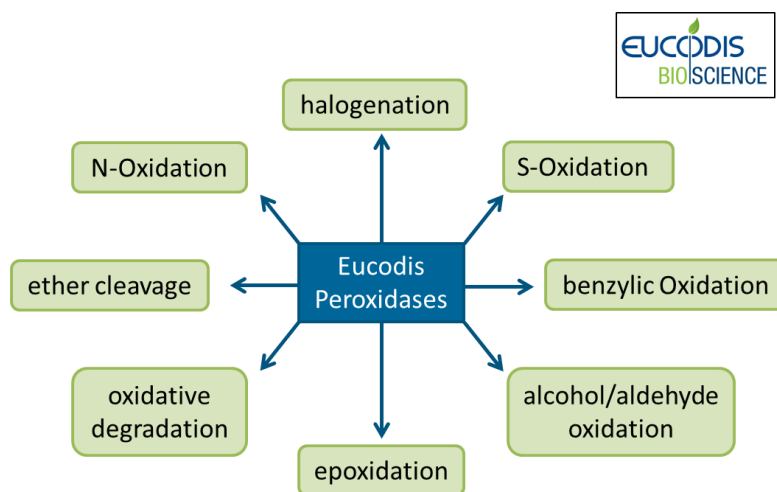 EUCODIS
BIOSCIENCE
halogenation
N-Oxidation
S-Oxidation
Eucodis
Peroxidases
ether cleavage
benzylic Oxidation
oxidative
degradation
alcohol/aldehyde
oxidation
epoxidation